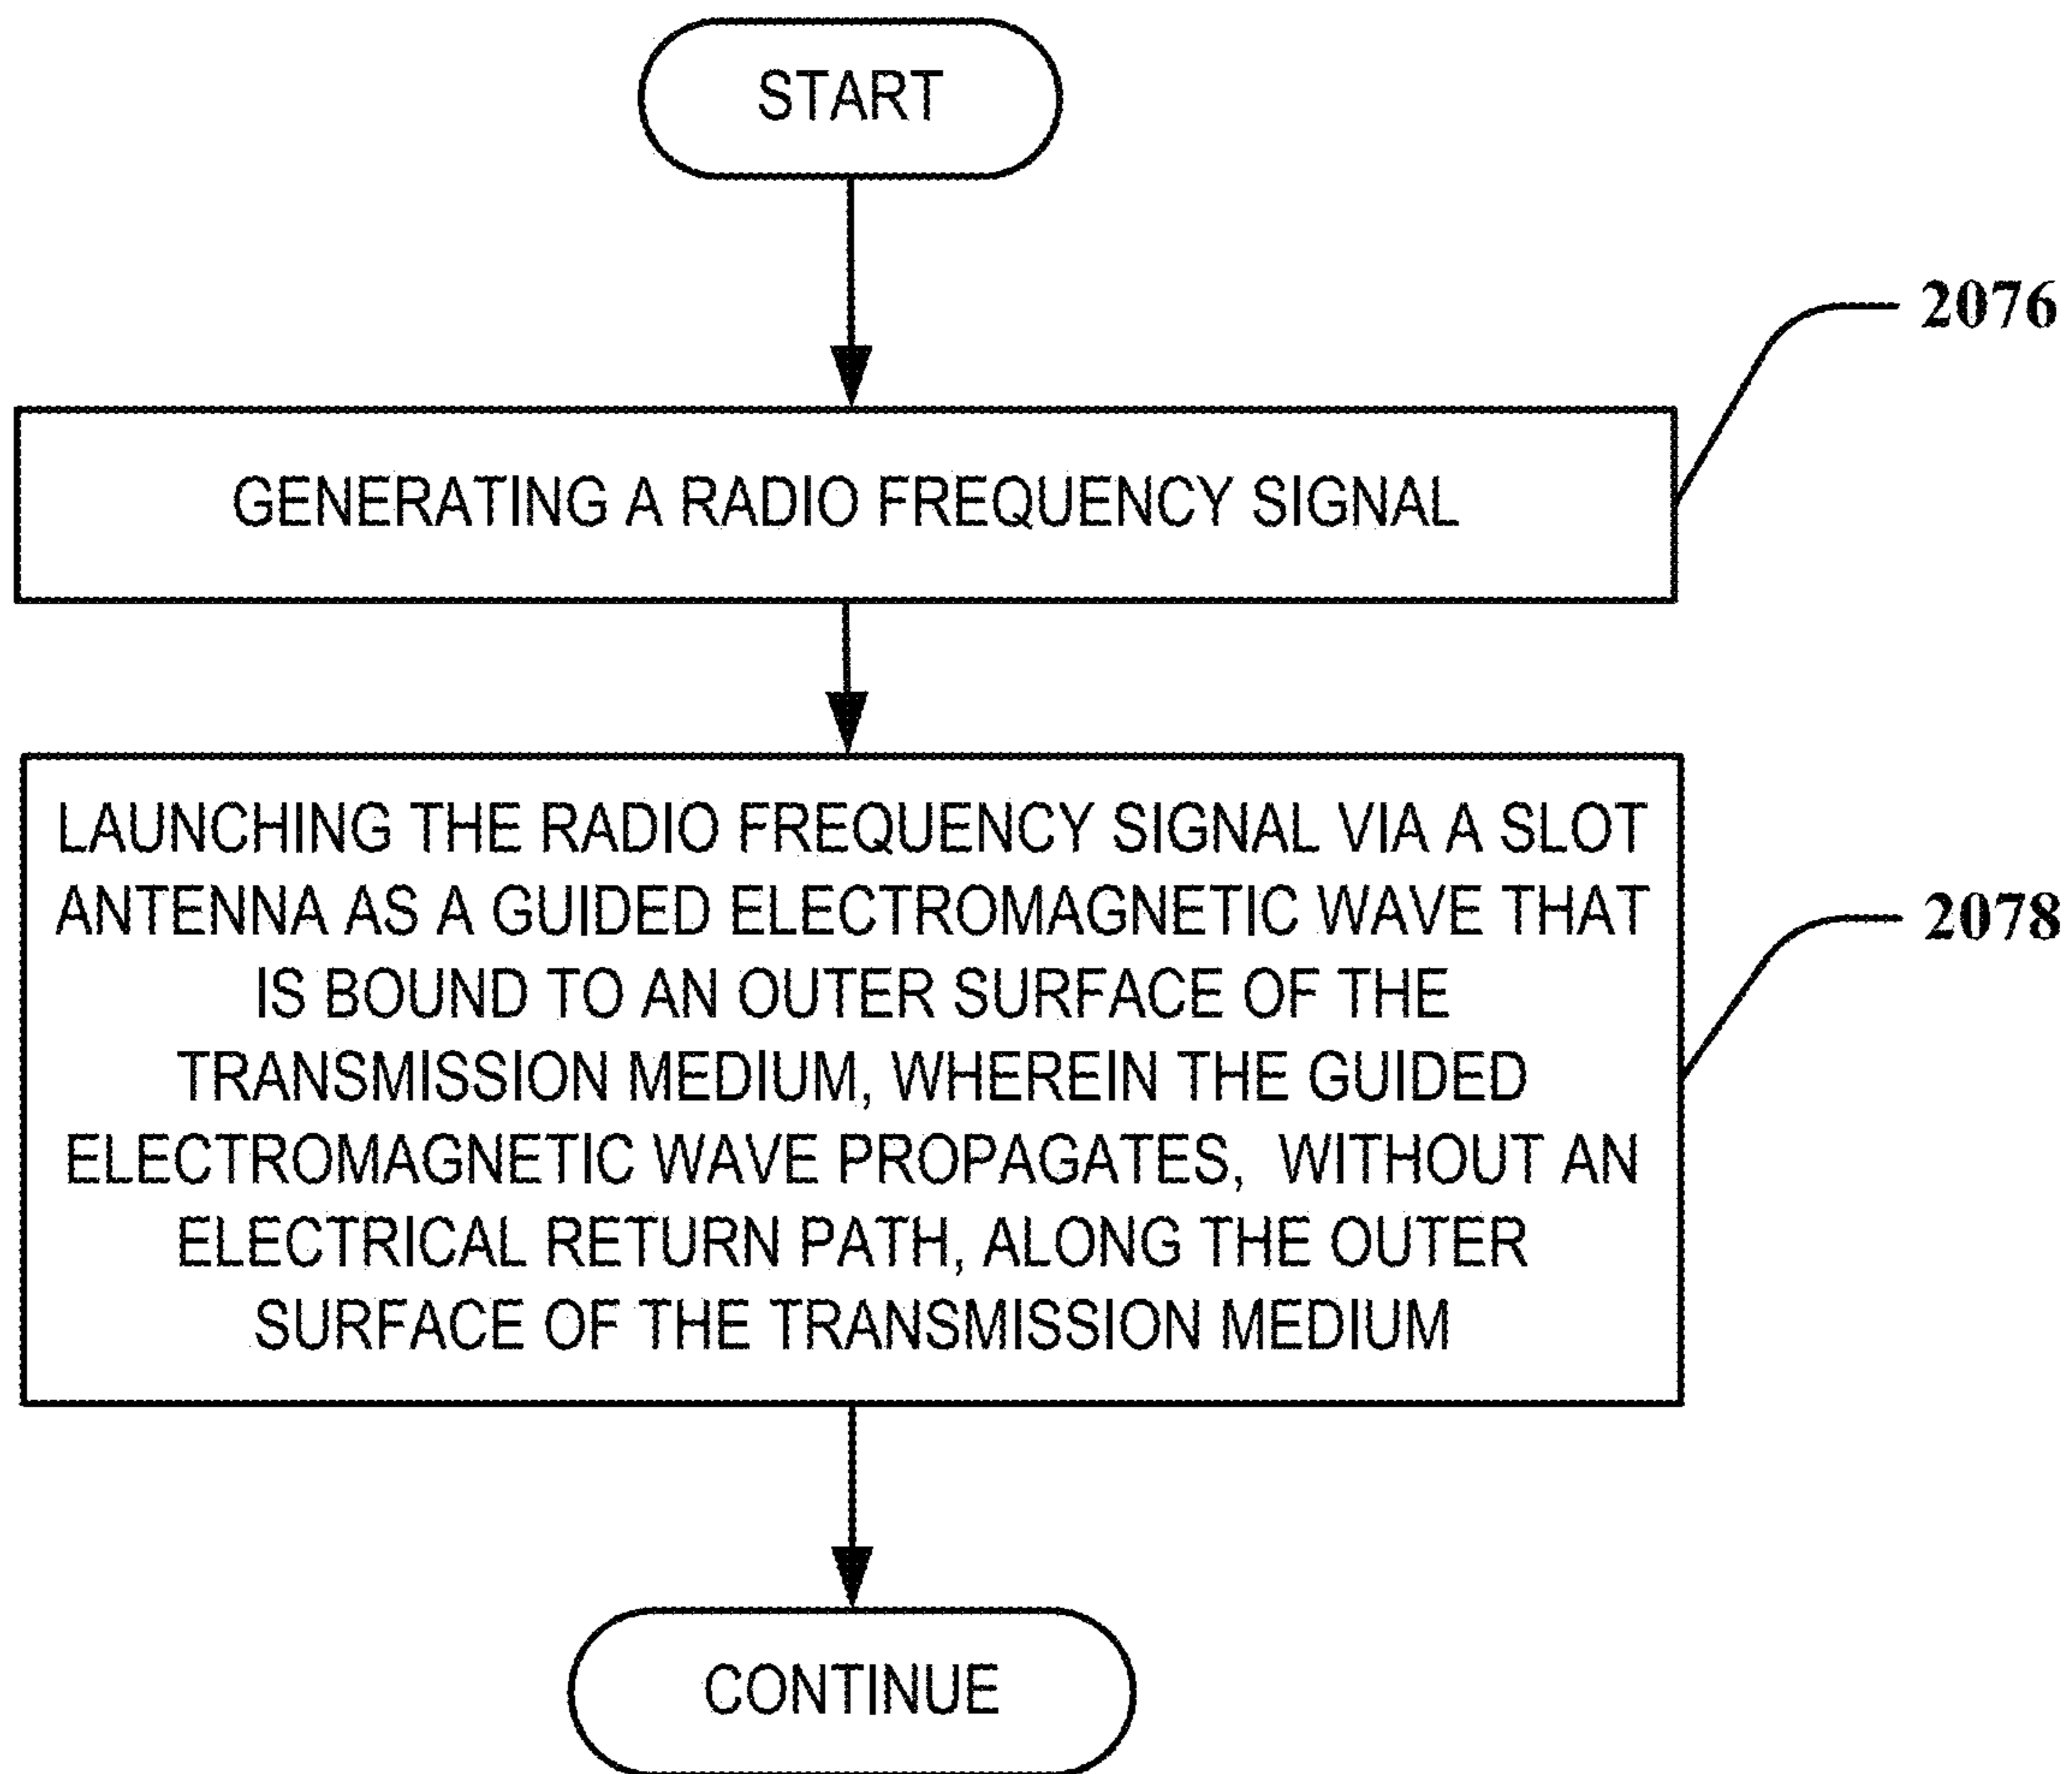 START
2076
GENERATING A RADIO FREQUENCY SIGNAL
LAUNCHING THE RADIO FREQUENCY SIGNAL VIA A SLOT
ANTENNA AS A GUIDED ELECTROMAGNETIC WAVE THAT
IS BOUND TO AN OUTER SURFACE OF THE
TRANSMISSION MEDIUM, WHEREIN THE GUIDED
ELECTROMAGNETIC WAVE PROPAGATES, WITHOUT AN
ELECTRICAL RETURN PATH, ALONG THE OUTER
SURFACE OF THE TRANSMISSION MEDIUM
2078
CONTINUE